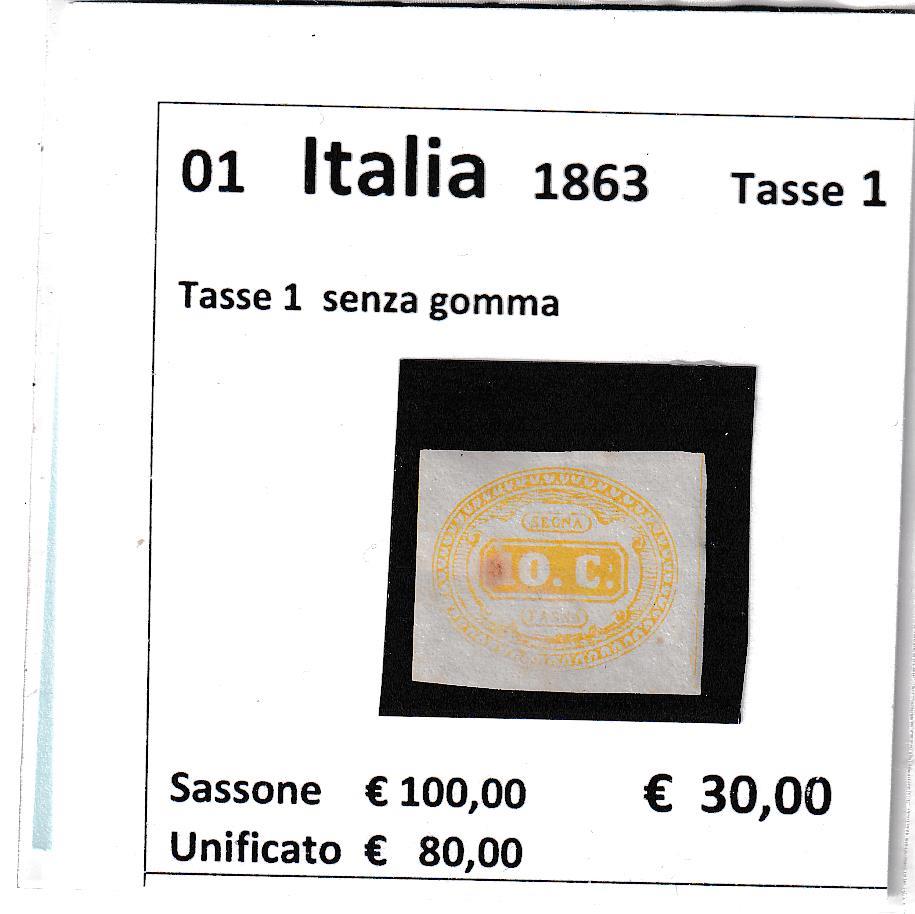 01 Italia 1863 Tasse 1
Tasse 1 senza gomma
SEGNA
10. C.
TASSA
Sassone € 100,00 € 30,00
Unificato € 80,00